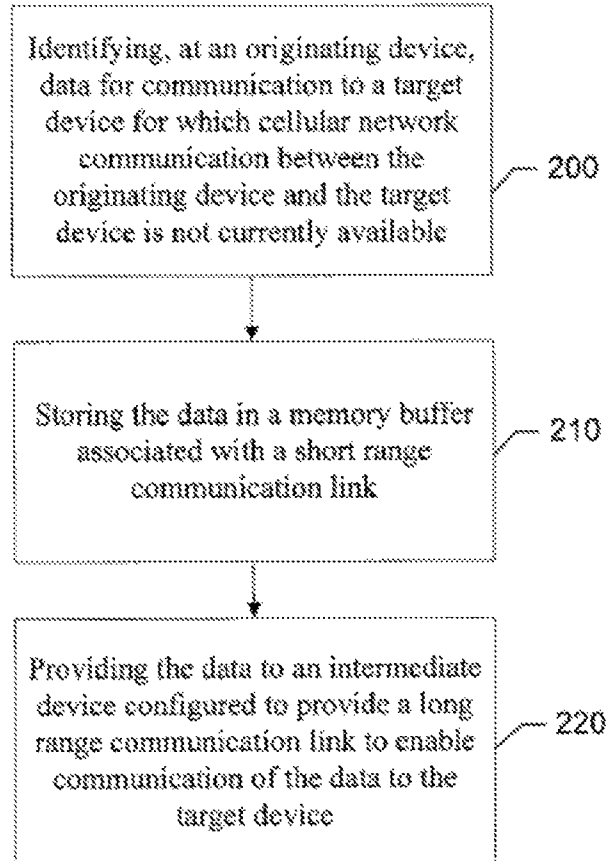 Identifying, at an originating device,
data for communication to a target
device for which cellular network
communication between the
originating device and the target
device is not currently available
200
Storing the data in a memory buffer
associated with a short range
communication link
210
Providing the data to an intermediate
device configured to provide a long
range communication link to enable
communication of the data to the
target device
220